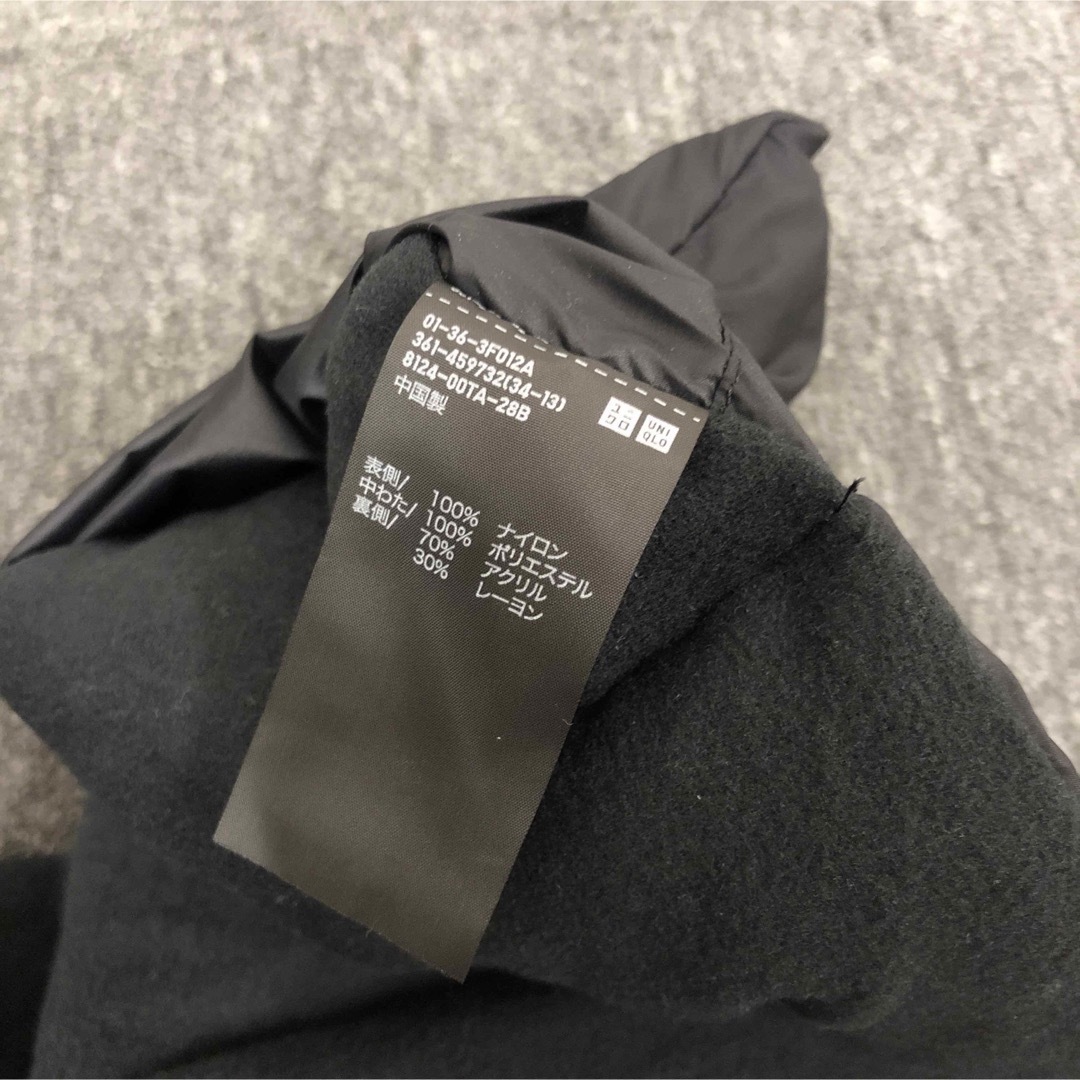 01-36-3F012A
361-459732(34-13)
8124-00TA-28B
中国製
ユニ
クロ
UNI
QLO
表側/ 100% ナイロン
中わた/ 100% ポリエステル
裏側/ 70% アクリル
30% レーヨン